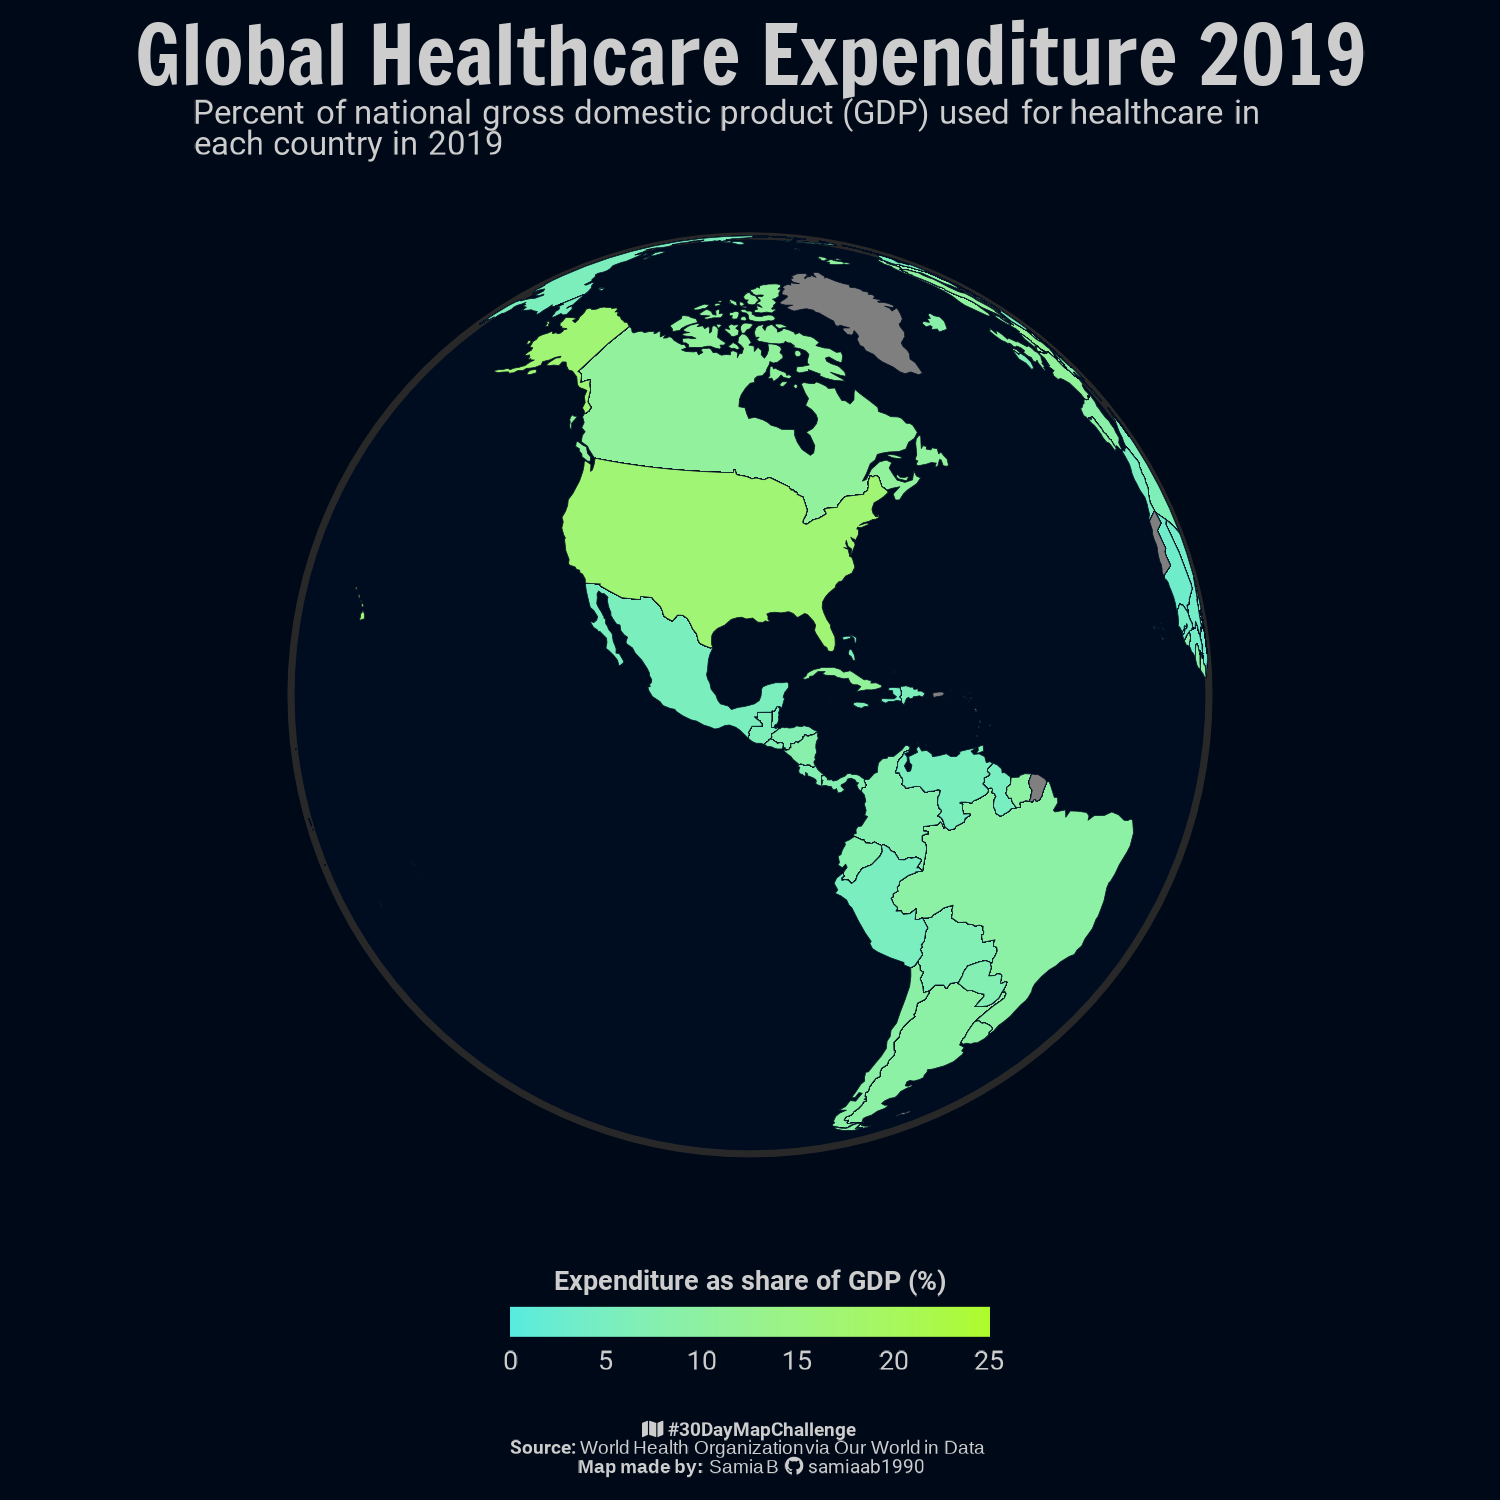 Global Healthcare Expenditure 2019
Percent of national gross domestic product (GDP) used for healthcare in
each country in 2019
Expenditure as share of GDP (%)
0 5 10 15 20 25
#30DayMapChallenge
Source: World Health Organization via Our World in Data
Map made by: Samia B samiaab1990